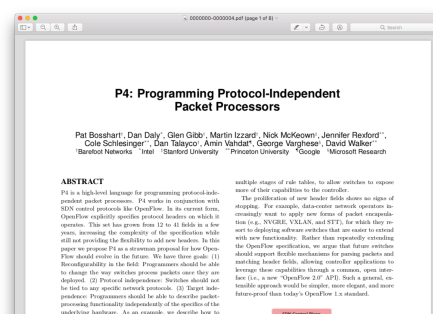 0000000-0000004.pdf (page 1 of 8)
Search
P4: Programming Protocol-Independent
Packet Processors
Pat Bosshart†, Dan Daly*, Glen Gibb†, Martin Izzard†, Nick McKeown‡, Jennifer Rexford**,
Cole Schlesinger**, Dan Talayco†, Amin Vahdat¶, George Varghese§, David Walker**
†Barefoot Networks *Intel ‡Stanford University **Princeton University ¶Google §Microsoft Research
ABSTRACT
P4 is a high-level language for programming protocol-inde-
pendent packet processors. P4 works in conjunction with
SDN control protocols like OpenFlow. In its current form,
OpenFlow explicitly specifies protocol headers on which it
operates. This set has grown from 12 to 41 fields in a few
years, increasing the complexity of the specification while
still not providing the flexibility to add new headers. In this
paper we propose P4 as a strawman proposal for how Open-
Flow should evolve in the future. We have three goals: (1)
Reconfigurability in the field: Programmers should be able
to change the way switches process packets once they are
deployed. (2) Protocol independence: Switches should not
be tied to any specific network protocols. (3) Target inde-
pendence: Programmers should be able to describe packet-
processing functionality independently of the specifics of the
underlying hardware. As an example, we describe how to
multiple stages of rule tables, to allow switches to expose
more of their capabilities to the controller.
The proliferation of new header fields shows no signs of
stopping. For example, data-center network operators in-
creasingly want to apply new forms of packet encapsula-
tion (e.g., NVGRE, VXLAN, and STT), for which they re-
sort to deploying software switches that are easier to extend
with new functionality. Rather than repeatedly extending
the OpenFlow specification, we argue that future switches
should support flexible mechanisms for parsing packets and
matching header fields, allowing controller applications to
leverage these capabilities through a common, open inter-
face (i.e., a new "OpenFlow 2.0" API). Such a general, ex-
tensible approach would be simpler, more elegant, and more
future-proof than today's OpenFlow 1.x standard.
SDN Control Plane